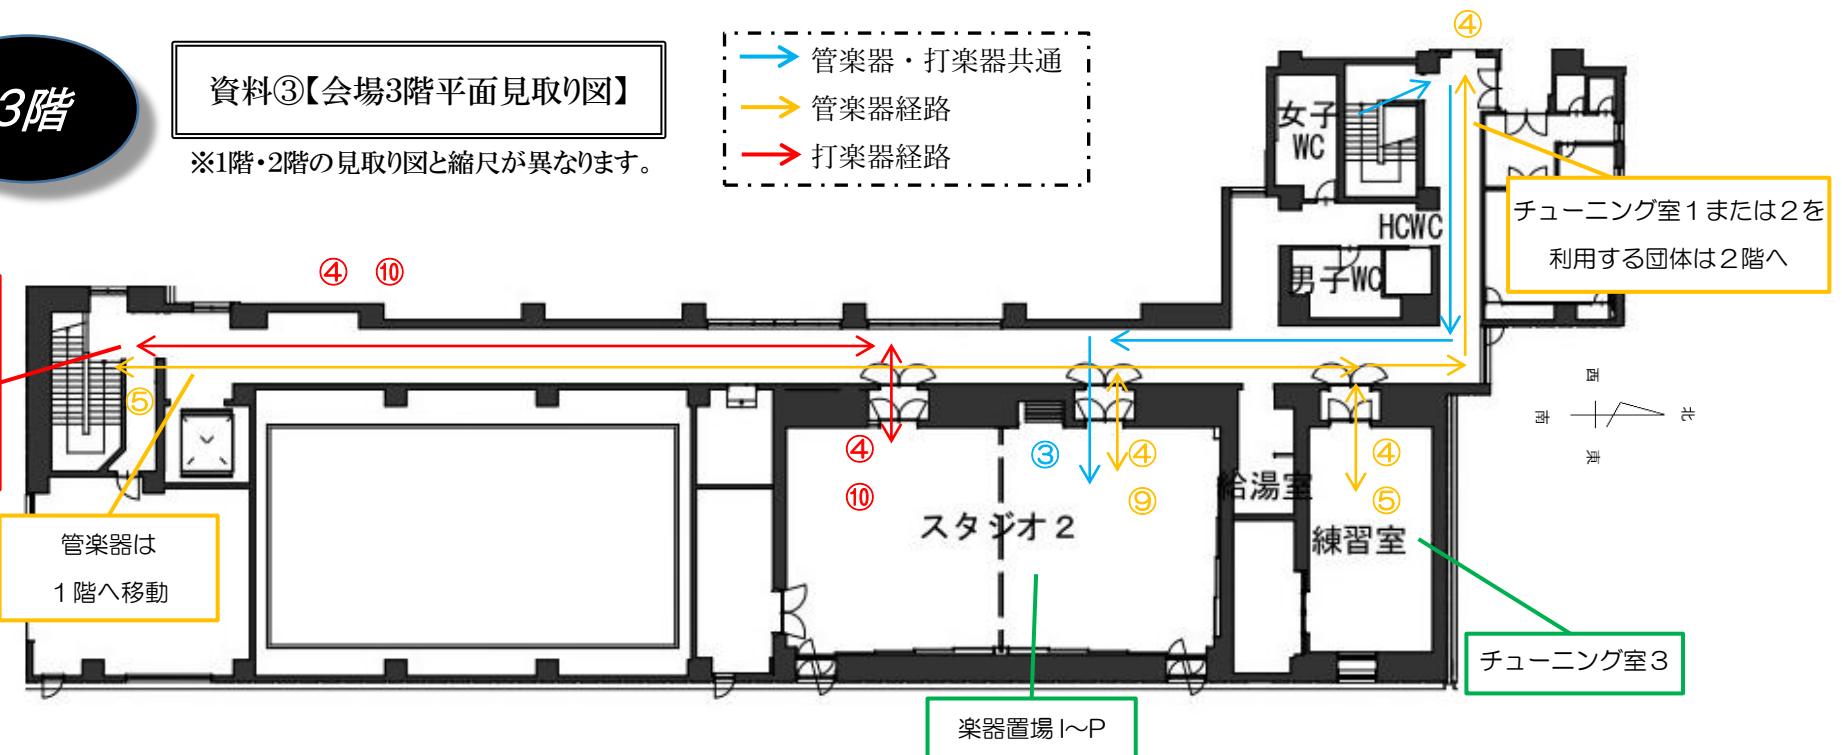 3階
資料③【会場3階平面見取り図】
※1階・2階の見取り図と縮尺が異なります。
管楽器・打楽器共通
管楽器経路
打楽器経路
④
女子
WC
HCWC
男子WC
チューニング室1または2を
利用する団体は2階へ
④ ⑩
⑤
④
⑩
③
④
⑨
④
⑤
スタジオ2
給湯室
練習室
西
南
北
東
管楽器は
1階へ移動
チューニング室3
楽器置場I～P